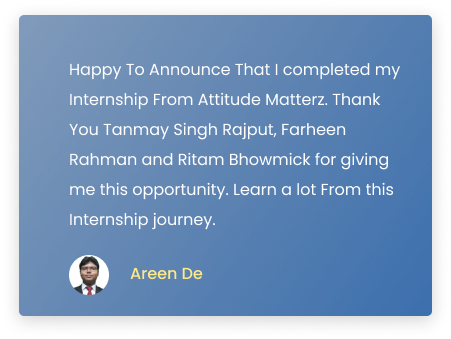 Happy To Announce That I completed my
Internship From Attitude Matterz. Thank
You Tanmay Singh Rajput, Farheen
Rahman and Ritam Bhowmick for giving
me this opportunity. Learn a lot From this
Internship journey.
Areen De